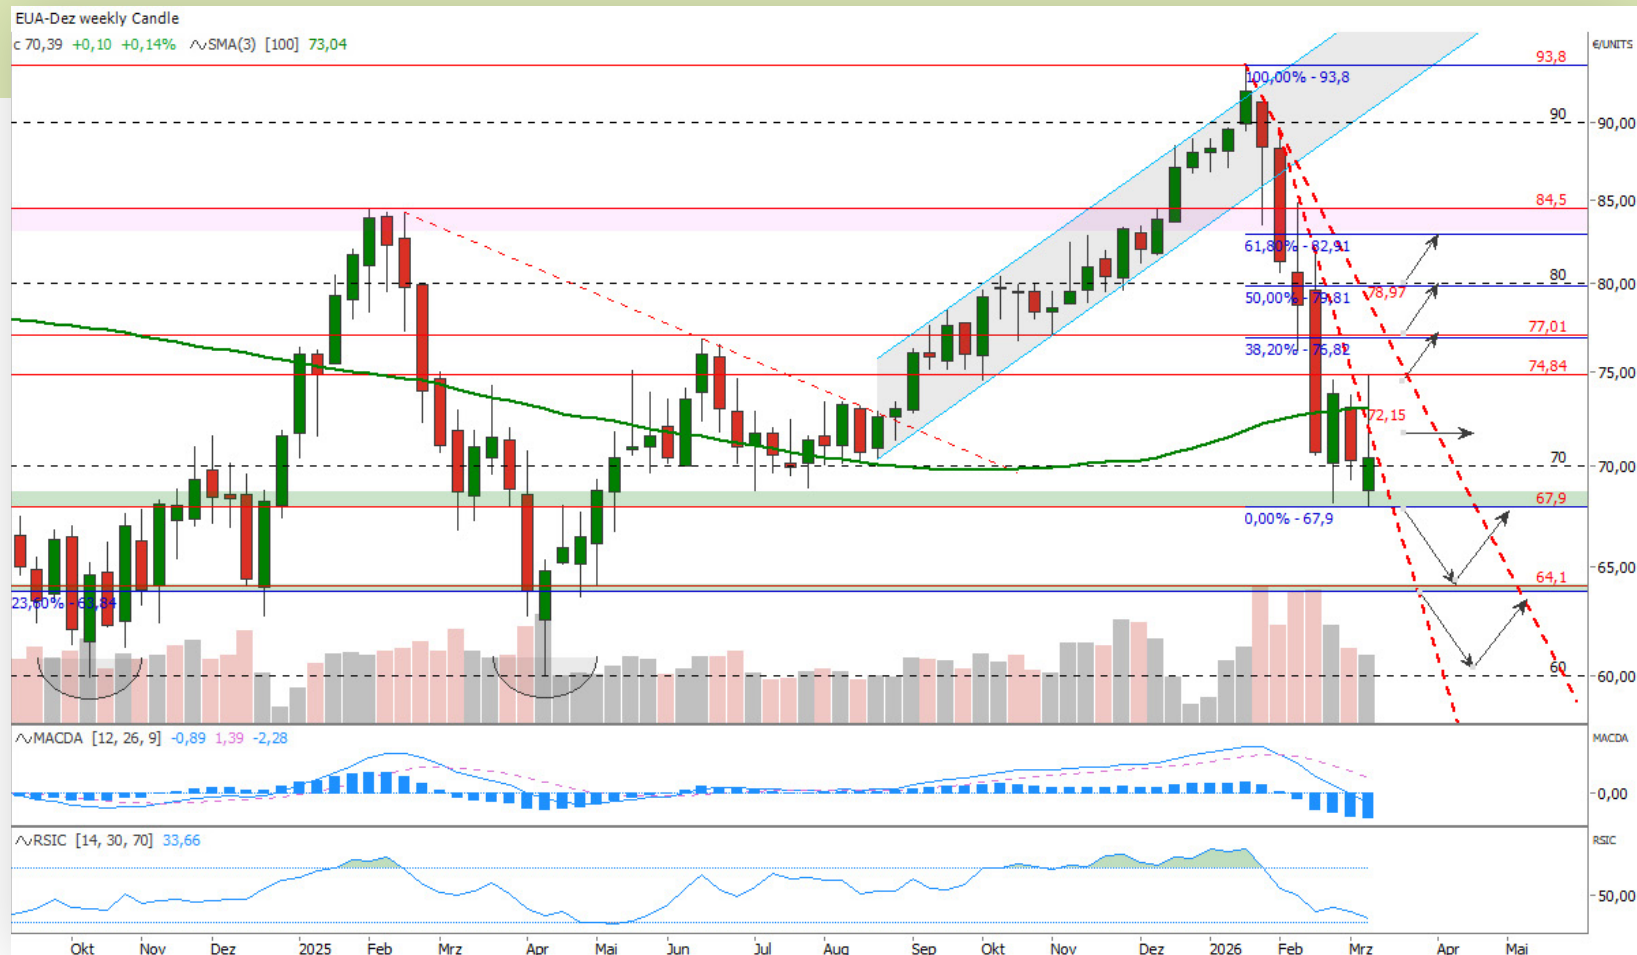 EUA-Dez weekly Candle
c 70,39 +0,10 +0,14% SMA(3) [100] 73,04
€/UNITS
93,8
100,00% - 93,8
90
90,00
84,5
85,00
61,80% - 82,91
80
80,00
50,00% - 79,81
78,97
77,01
38,20% - 76,82
74,84
75,00
72,15
70
70,00
67,9
0,00% - 67,9
65,00
64,1
23,60% - 63,84
60
60,00
MACDA [12, 26, 9] -0,89 1,39 -2,28
MACDA
0,00
RSIC [14, 30, 70] 33,66
RSIC
50,00
Okt Nov Dez 2025 Feb Mrz Apr Mai Jun Jul Aug Sep Okt Nov Dez 2026 Feb Mrz Apr Mai